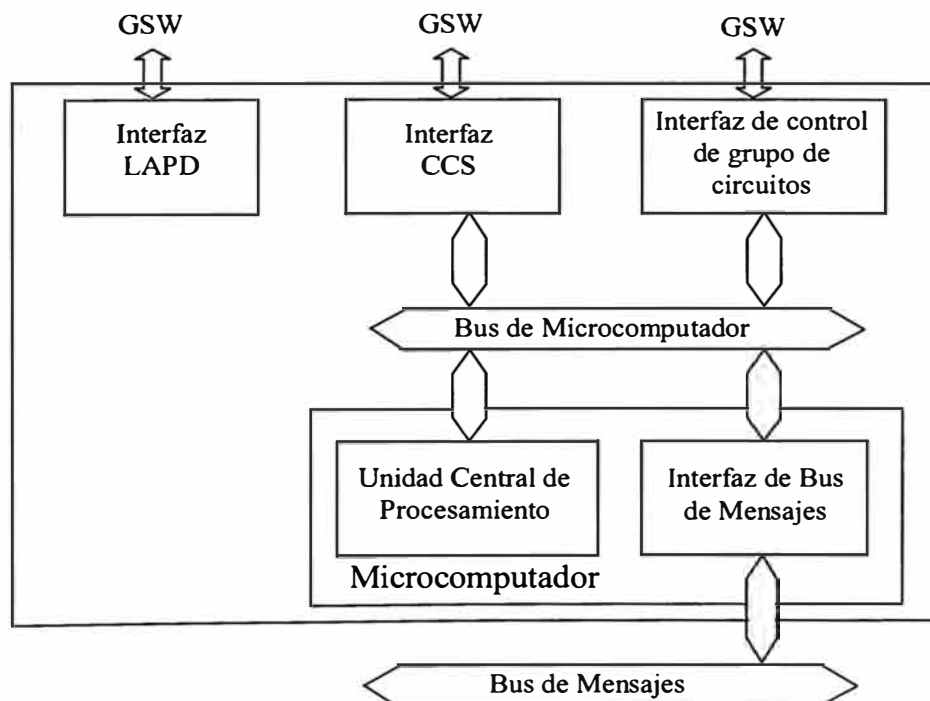 GSW
GSW
GSW
Interfaz
LAPD
Interfaz
CCS
Interfaz de control
de grupo de
circuitos
Bus de Microcomputador
Unidad Central de
Procesamiento
Interfaz de Bus
de Mensajes
Microcomputador
Bus de Mensajes